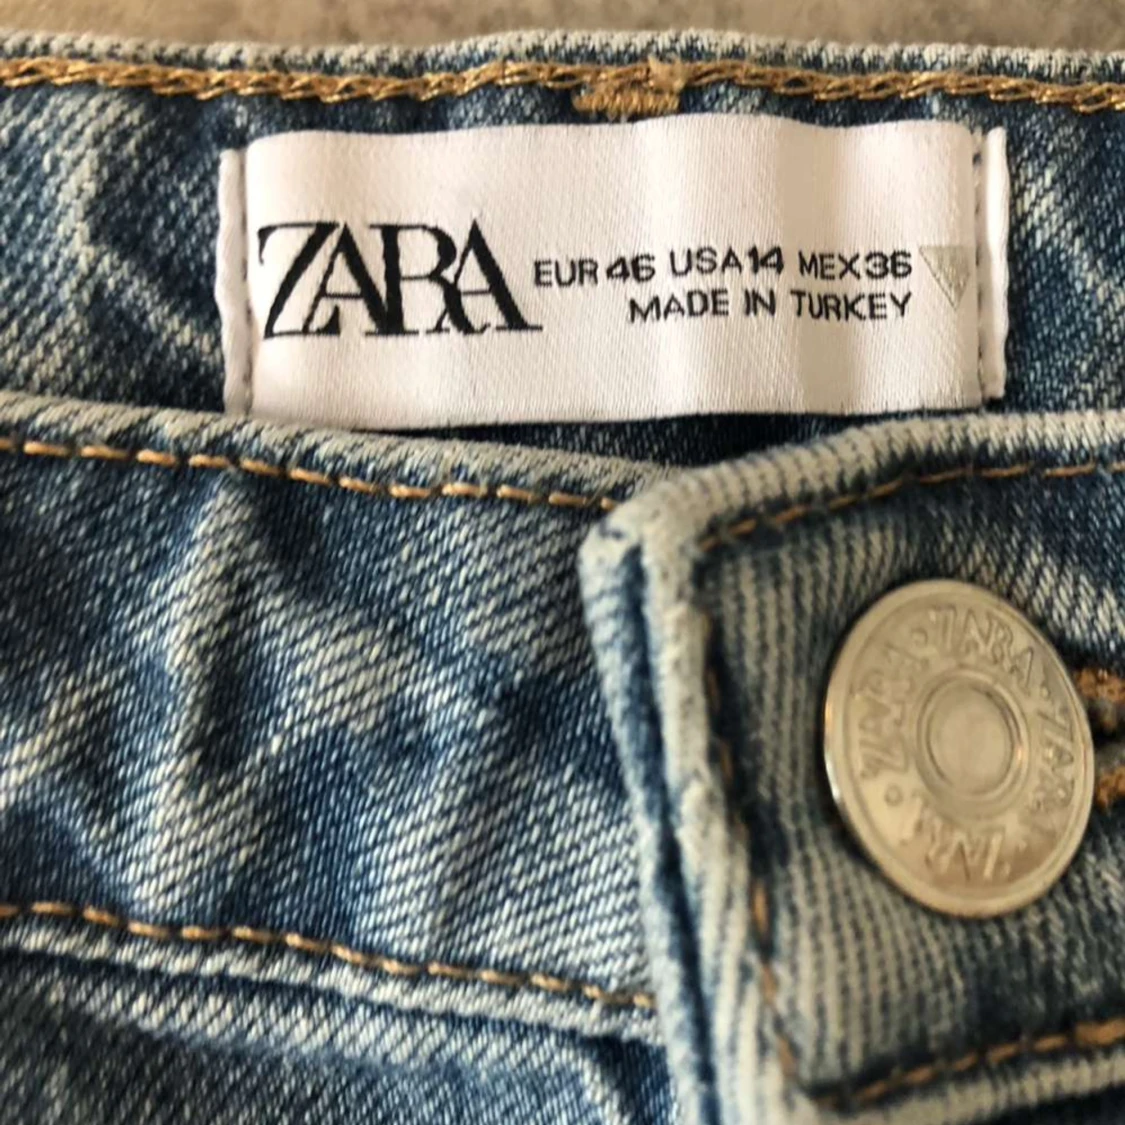 ZARA
EUR 46 USA 14 MEX 36
MADE IN TURKEY
ZARA • ZARA • ZARA • ZARA